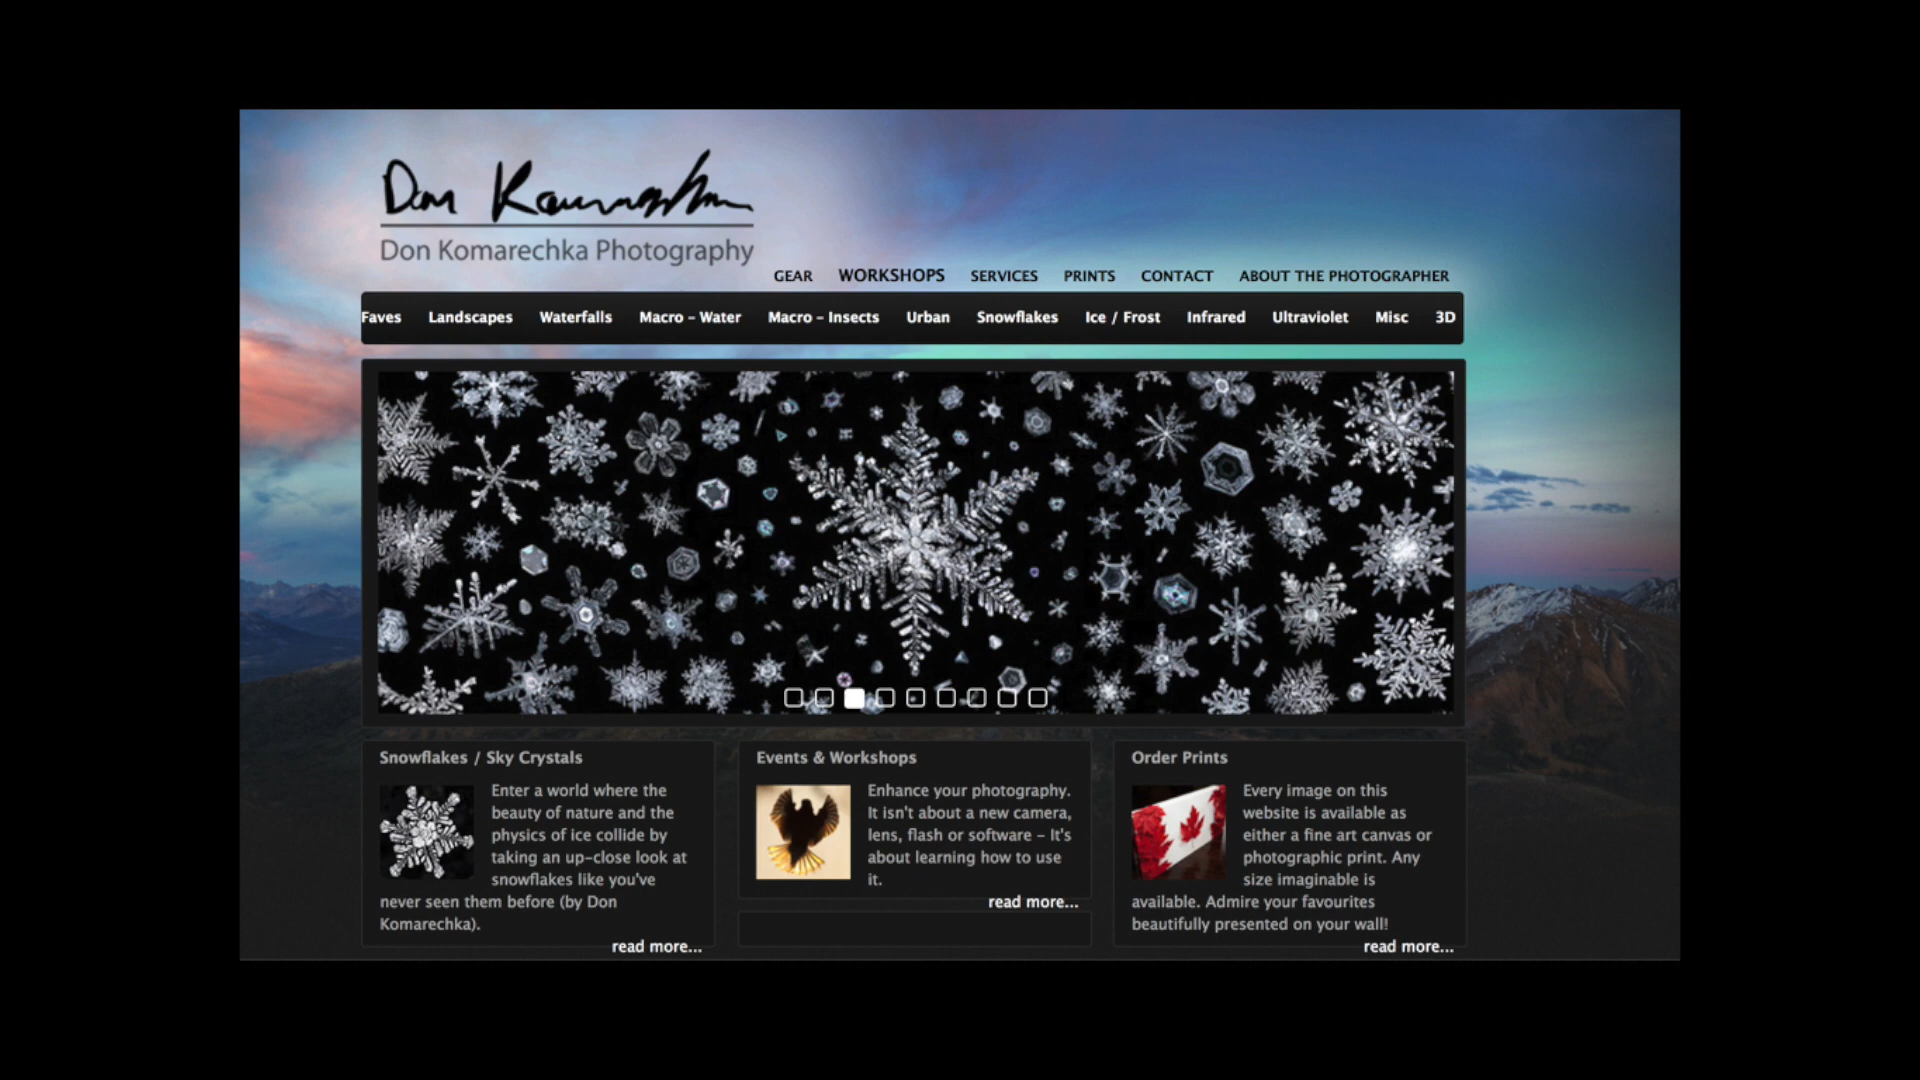 Don Komarechka
Don Komarechka Photography
GEAR WORKSHOPS SERVICES PRINTS CONTACT ABOUT THE PHOTOGRAPHER
Faves Landscapes Waterfalls Macro – Water Macro – Insects Urban Snowflakes Ice / Frost Infrared Ultraviolet Misc 3D
Snowflakes / Sky Crystals
Enter a world where the
beauty of nature and the
physics of ice collide by
taking an up-close look at
snowflakes like you've
never seen them before (by Don
Komarechka).
read more...
Events & Workshops
Enhance your photography.
It isn't about a new camera,
lens, flash or software – It's
about learning how to use
it.
read more...
Order Prints
Every image on this
website is available as
either a fine art canvas or
photographic print. Any
size imaginable is
available. Admire your favourites
beautifully presented on your wall!
read more...